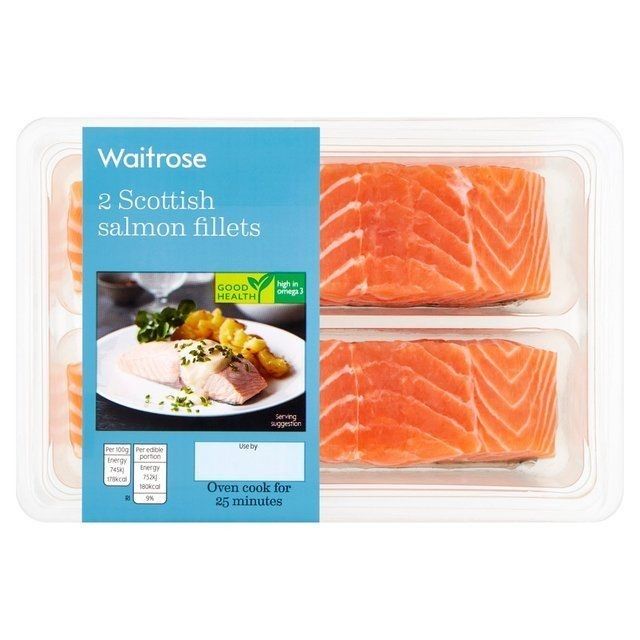 Waitrose
2 Scottish
salmon fillets
GOOD
HEALTH
high in
omega 3
Serving
suggestion
Per 100g
Energy
745kJ
178kcal
Per edible
portion
Energy
752kJ
180kcal
RI
9%
Use by
Oven cook for
25 minutes